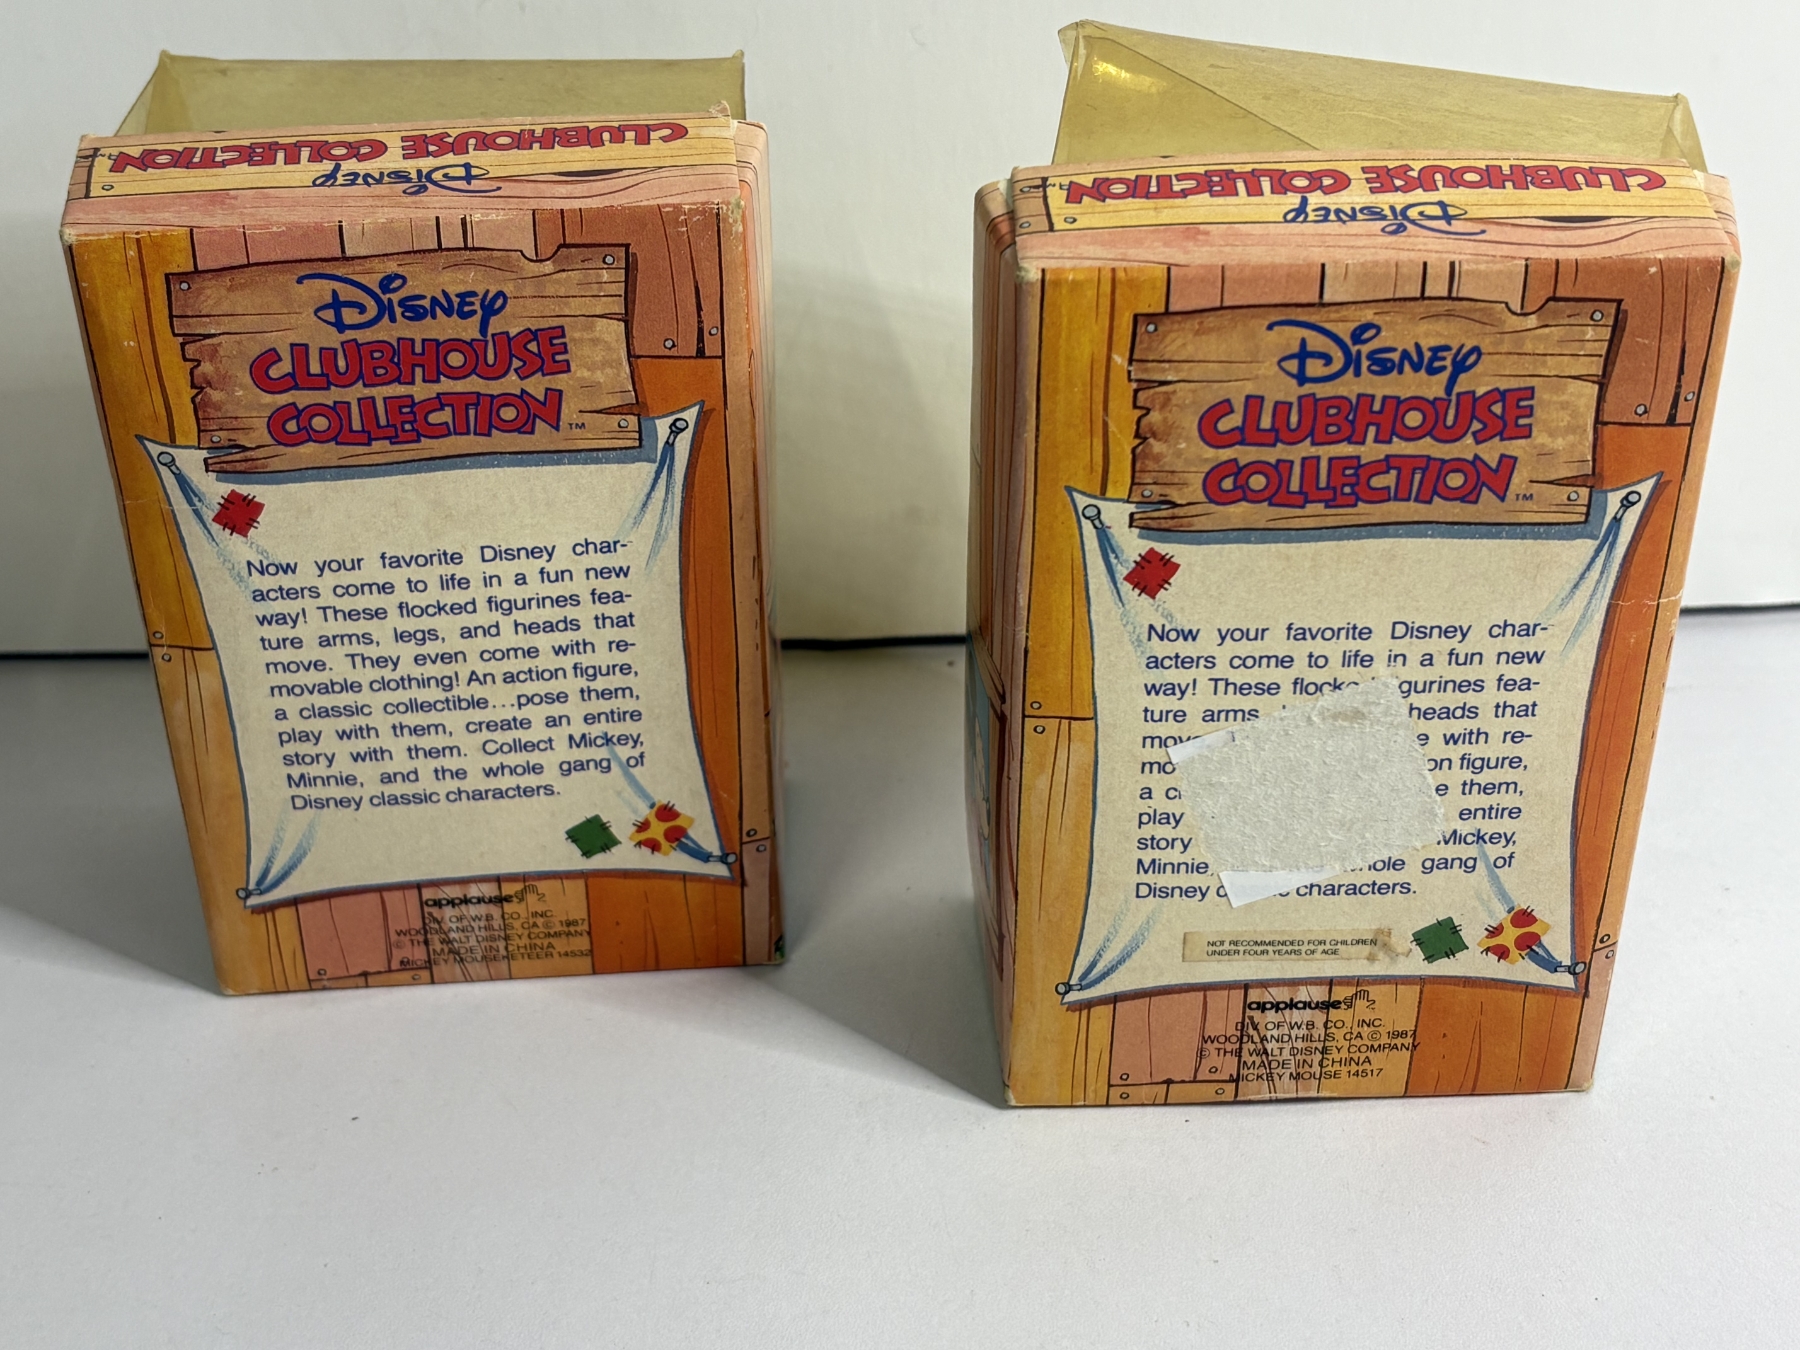 CLUBHOUSE COLLECTION
Disney
Disney
CLUBHOUSE
COLLECTION™
Now your favorite Disney char-
acters come to life in a fun new
way! These flocked figurines fea-
ture arms, legs, and heads that
move. They even come with re-
movable clothing! An action figure,
a classic collectible...pose them,
play with them, create an entire
story with them. Collect Mickey,
Minnie, and the whole gang of
Disney classic characters.
applause
DIV. OF W.B. CO., INC.
WOODLAND HILLS, CA © 1987
© THE WALT DISNEY COMPANY
MADE IN CHINA
MICKEY MOUSEKETEER 14532
CLUBHOUSE COLLECTION
Disney
Disney
CLUBHOUSE
COLLECTION™
Now your favorite Disney char-
acters come to life in a fun new
way! These gurines fea-
ture arms heads that
with re-
on figure,
a them,
play entire
story Mickey,
Minnie, gang of
Disney characters.
NOT RECOMMENDED FOR CHILDREN
UNDER FOUR YEARS OF AGE
applause
DIV. OF W.B. CO., INC.
WOODLAND HILLS, CA © 1987
© THE WALT DISNEY COMPANY
MADE IN CHINA
MICKEY MOUSE 14517